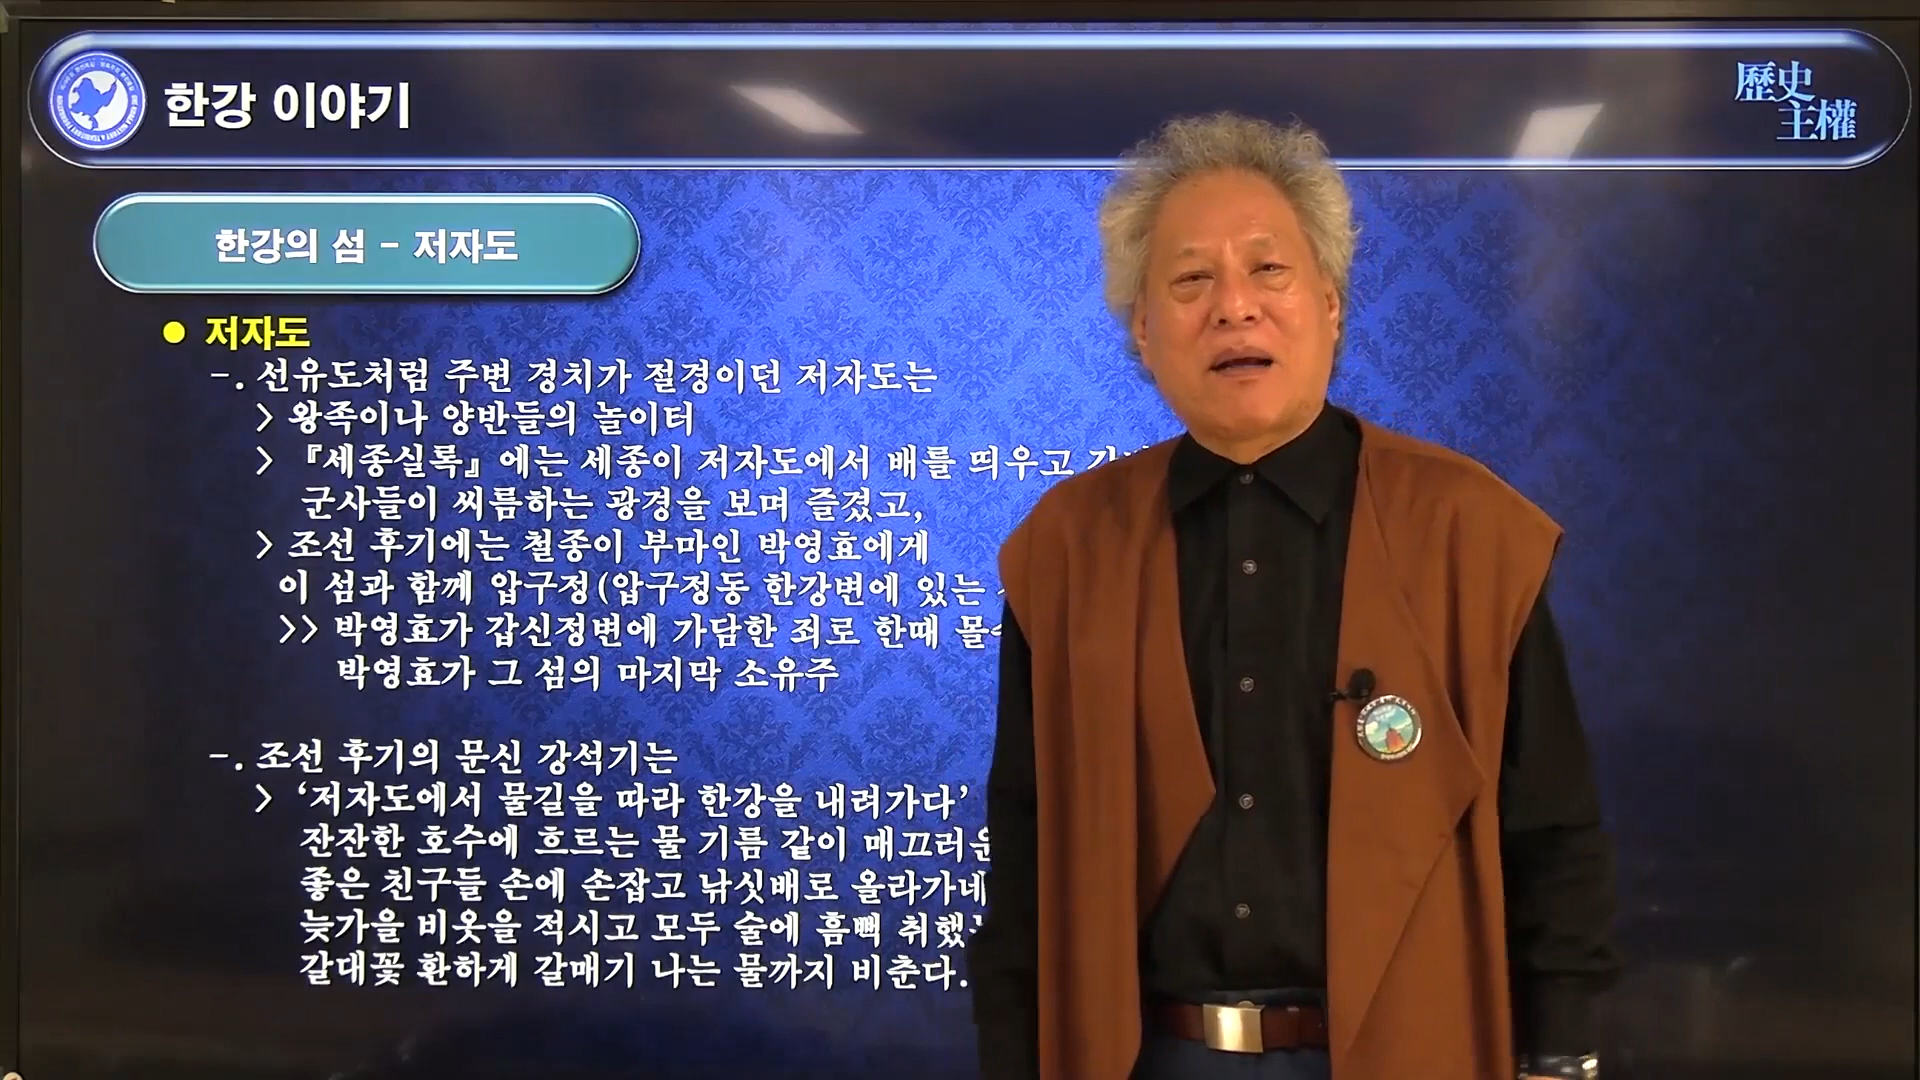 한강 이야기
歷史
主權
한강의 섬 - 저자도
● 저자도
-. 선유도처럼 주변 경치가 절경이던 저자도는
> 왕족이나 양반들의 놀이터
> 『세종실록』에는 세종이 저자도에서 배를 띄우고
군사들이 씨름하는 광경을 보며 즐겼고,
> 조선 후기에는 철종이 부마인 박영효에게
이 섬과 함께 압구정(압구정동 한강변에 있는
>> 박영효가 갑신정변에 가담한 죄로 한때
박영효가 그 섬의 마지막 소유주
-. 조선 후기의 문신 강석기는
> ‘저자도에서 물길을 따라 한강을 내려가다’
잔잔한 호수에 흐르는 물 기름 같이 매끄러운
좋은 친구들 손에 손잡고 낚싯배로 올라가네
늦가을 비옷을 적시고 모두 술에 흠뻑
갈대꽃 환하게 갈매기 나는 물까지 비춘다.